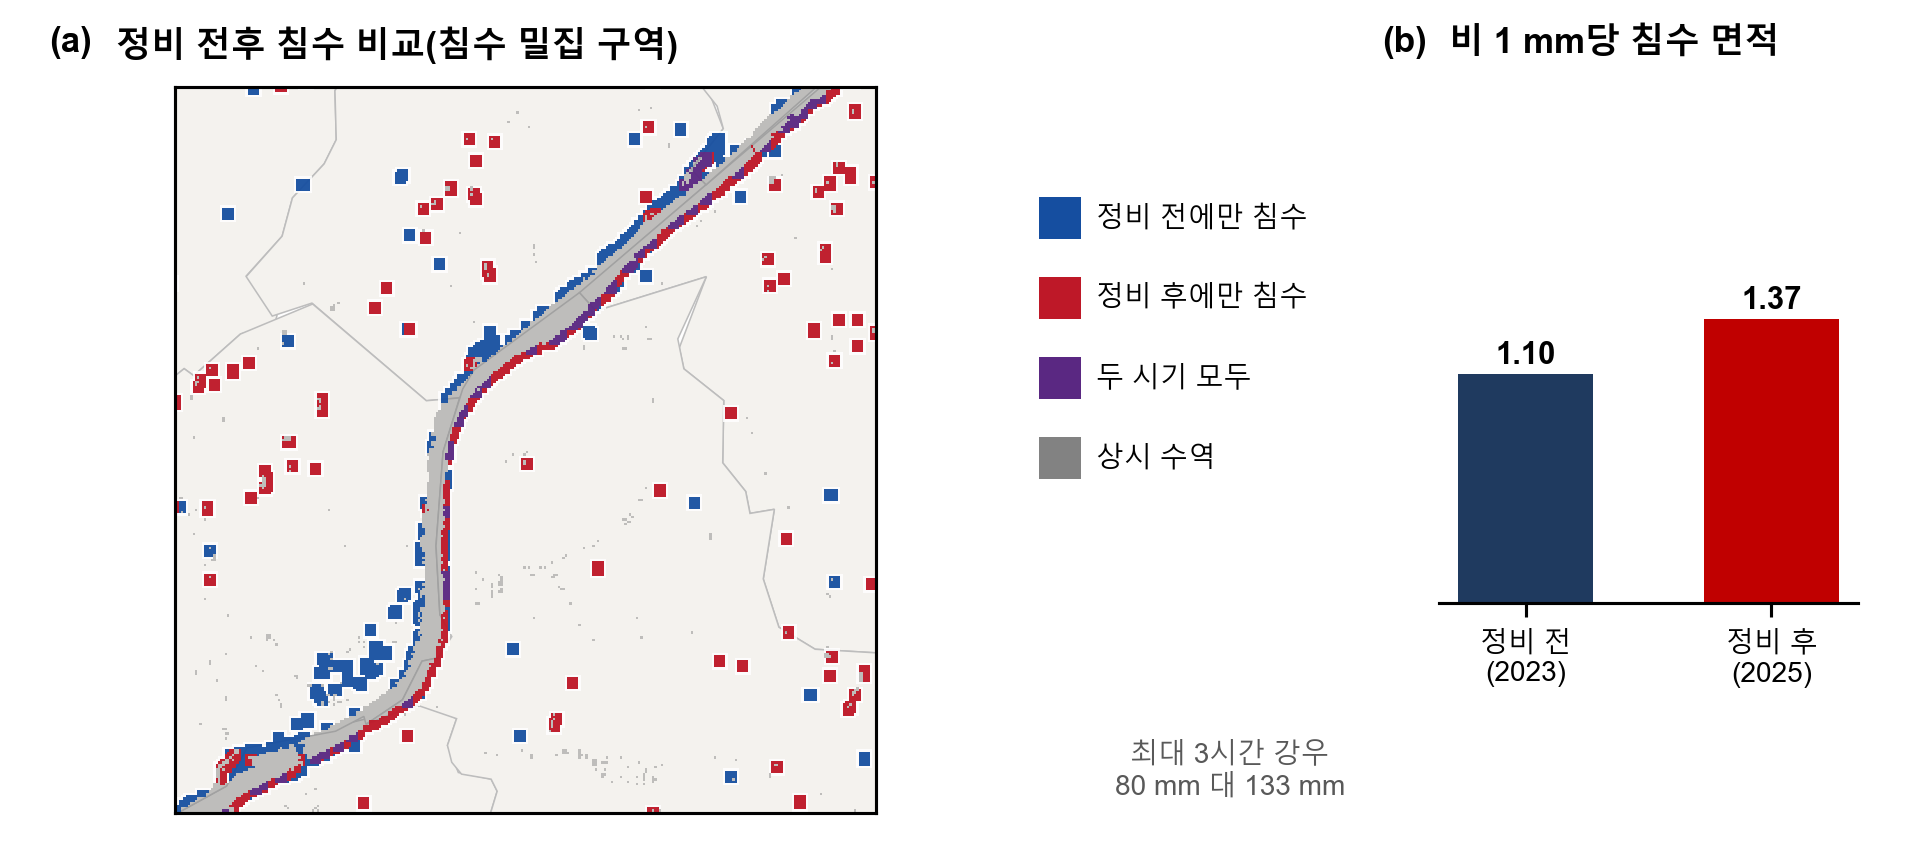 (a) 정비 전후 침수 비교(침수 밀집 구역)
정비 전에만 침수
정비 후에만 침수
두 시기 모두
상시 수역
최대 3시간 강우
80 mm 대 133 mm
(b) 비 1 mm당 침수 면적
1.10
1.37
정비 전
(2023)
정비 후
(2025)